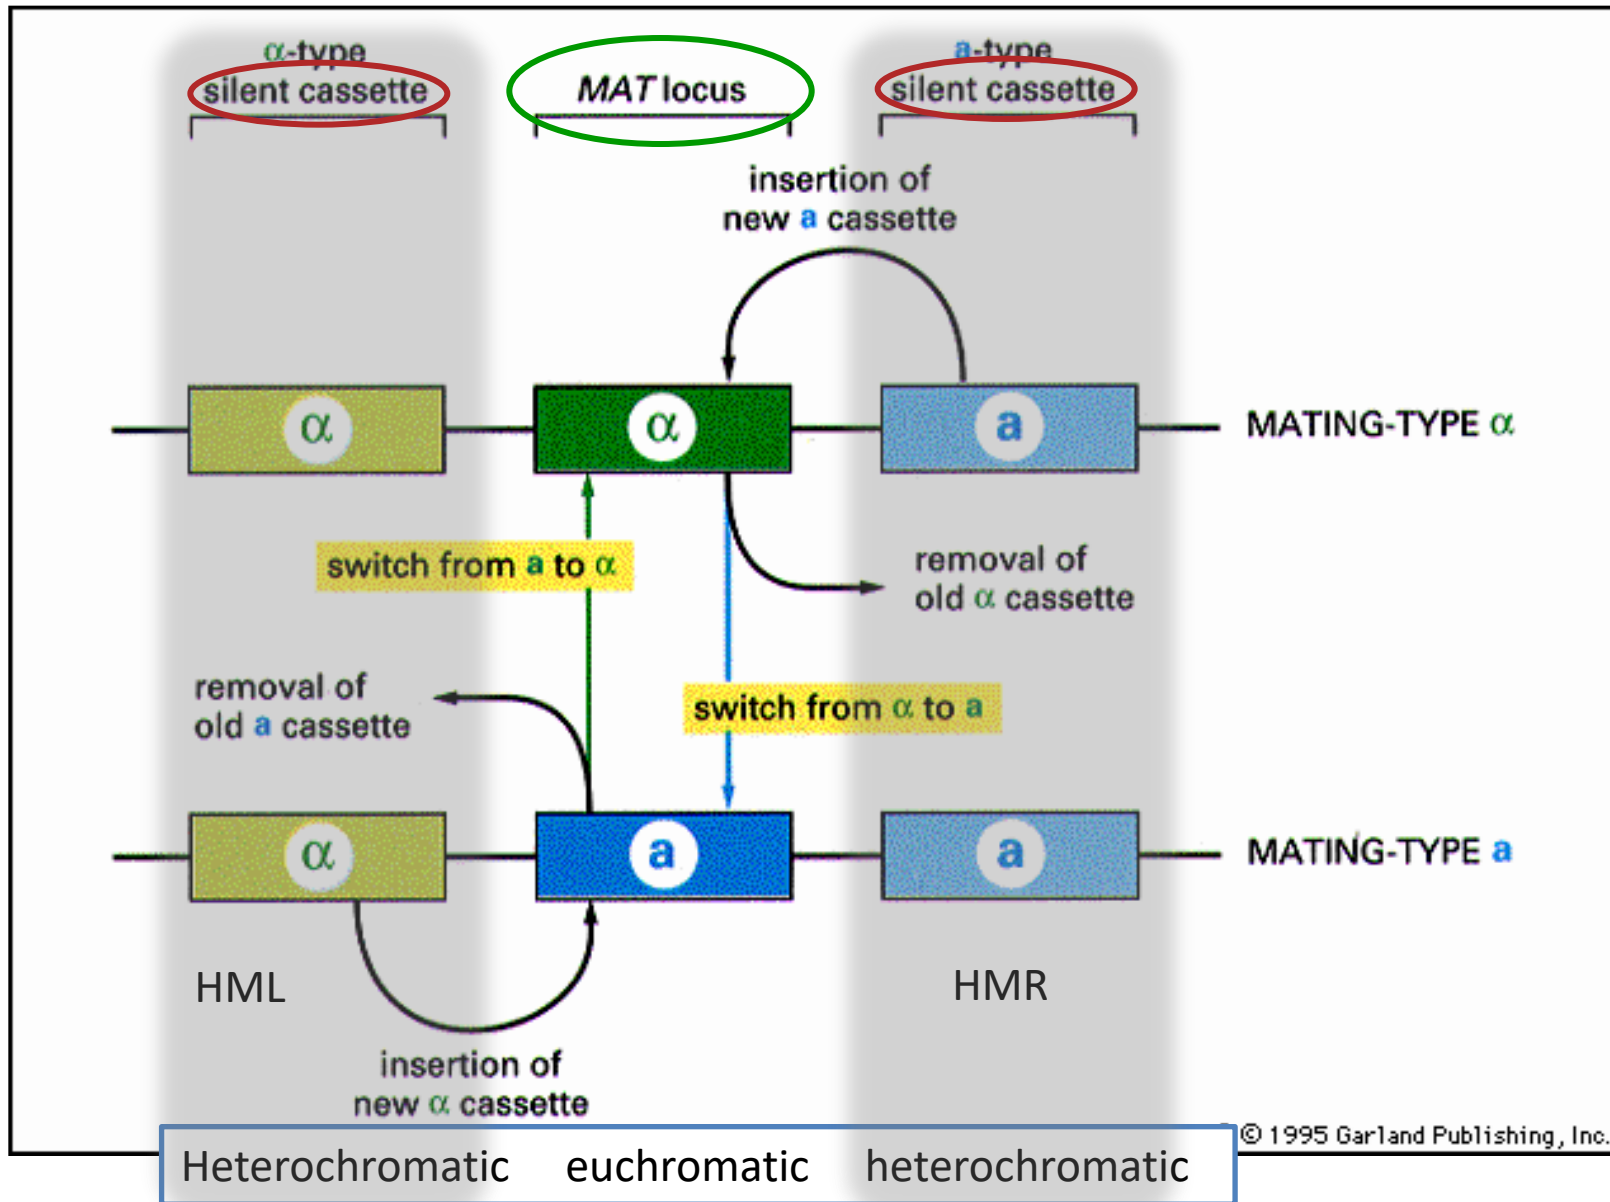 α-type
silent cassette
MAT locus
a-type
silent cassette
insertion of
new a cassette
α
α
a
MATING-TYPE α
switch from a to α
removal of
old α cassette
removal of
old a cassette
switch from α to a
α
a
a
MATING-TYPE a
HML
HMR
insertion of
new α cassette
© 1995 Garland Publishing, Inc.
Heterochromatic euchromatic heterochromatic